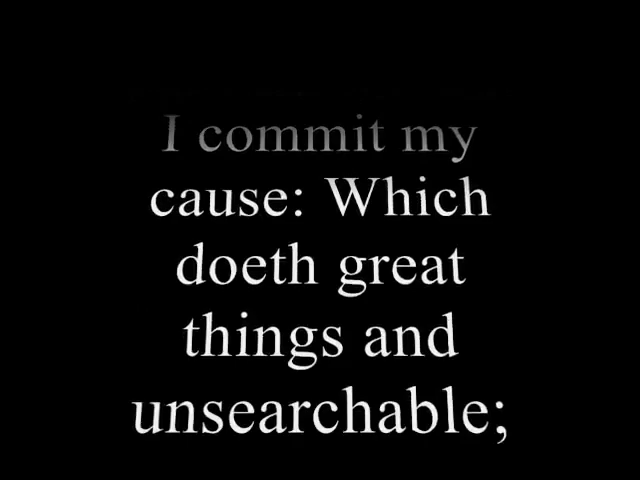 I commit my
cause: Which
doeth great
things and
unsearchable;